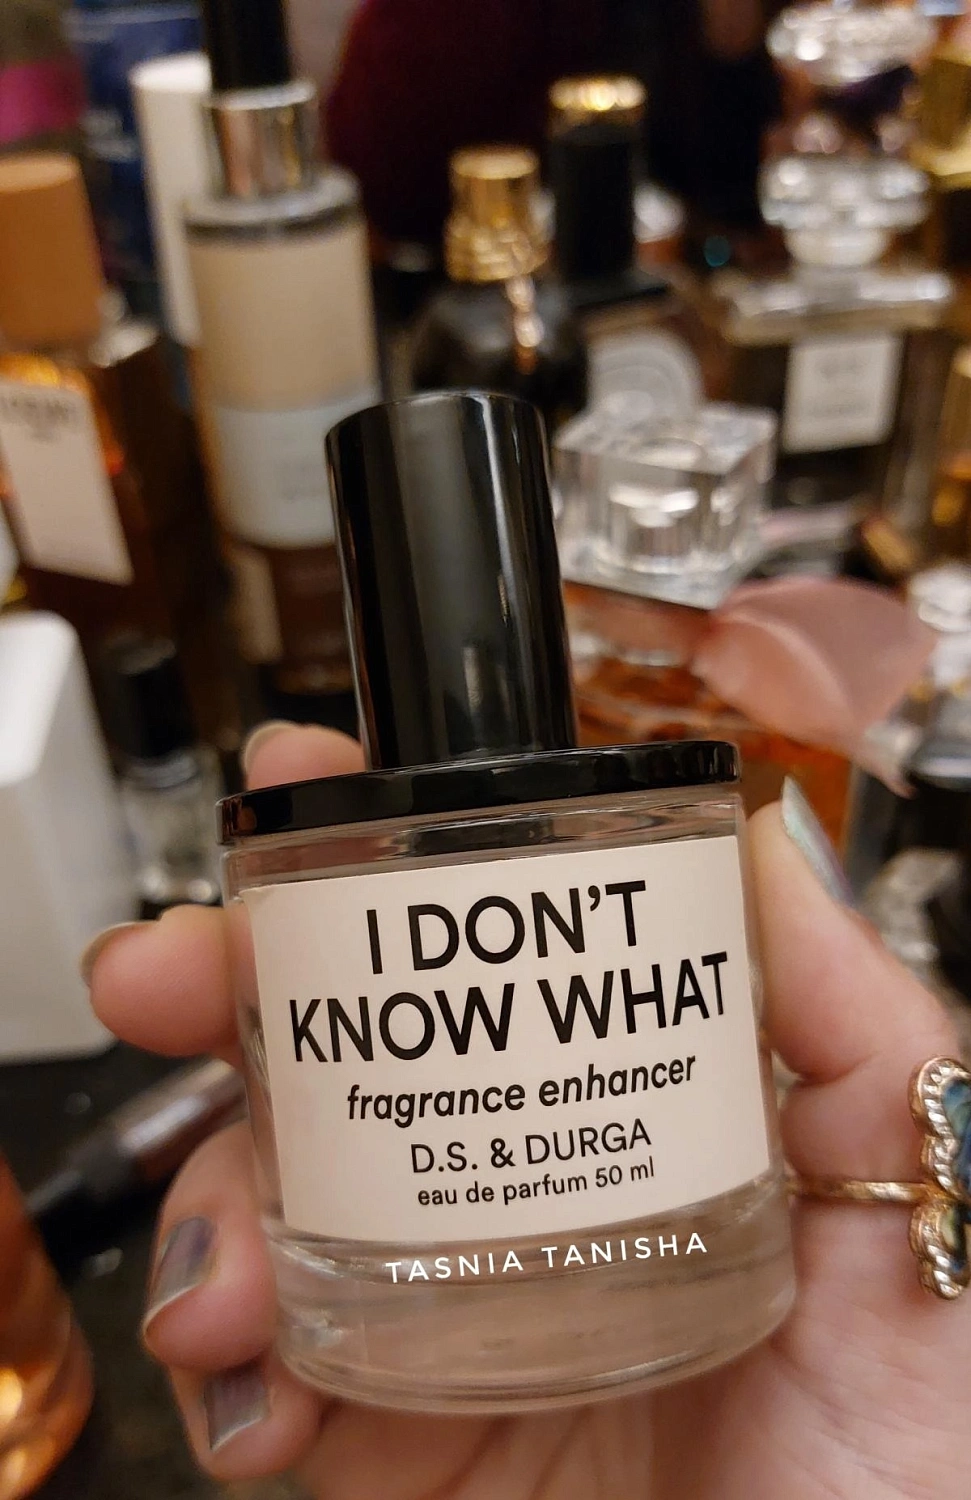 I DON'T
KNOW WHAT
fragrance enhancer
D.S. & DURGA
eau de parfum 50 ml
TASNIA TANISHA